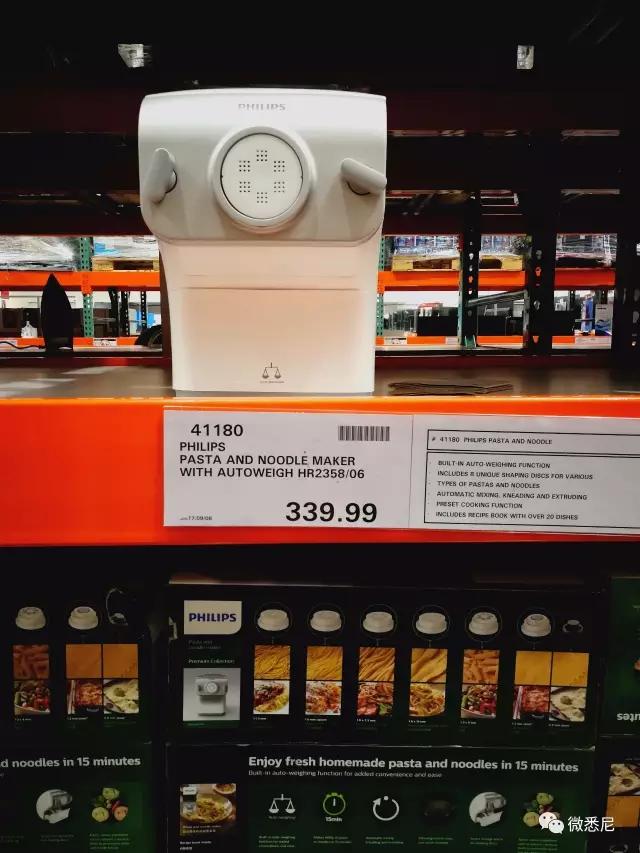 PHILIPS
41180
PHILIPS
PASTA AND NOODLE MAKER
WITH AUTOWEIGH HR2358/06
339.99
# 41180 PHILIPS PASTA AND NOODLE
BUILT-IN AUTO-WEIGHING FUNCTION
INCLUDES 8 UNIQUE SHAPING DISCS FOR VARIOUS
TYPES OF PASTAS AND NOODLES
AUTOMATIC MIXING, KNEADING AND EXTRUDING
PRESET COOKING FUNCTION
INCLUDES RECIPE BOOK WITH OVER 20 DISHES
PHILIPS
Pasta and
noodle maker
Premium Collection
d noodles in 15 minutes
Enjoy fresh homemade pasta and noodles in 15 minutes
Built-in auto-weighing function for added convenience and ease
15min
微悉尼